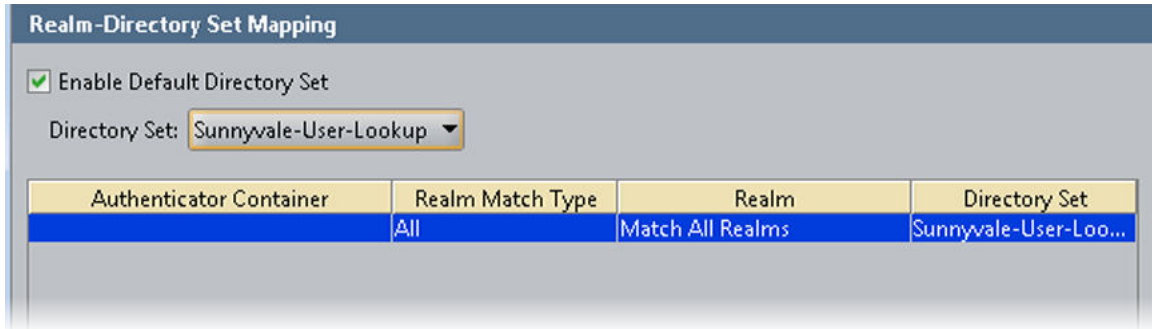 Realm-Directory Set Mapping
Enable Default Directory Set
Directory Set: Sunnyvale-User-Lookup
Authenticator Container Realm Match Type Realm Directory Set
All Match All Realms Sunnyvale-User-Loo...